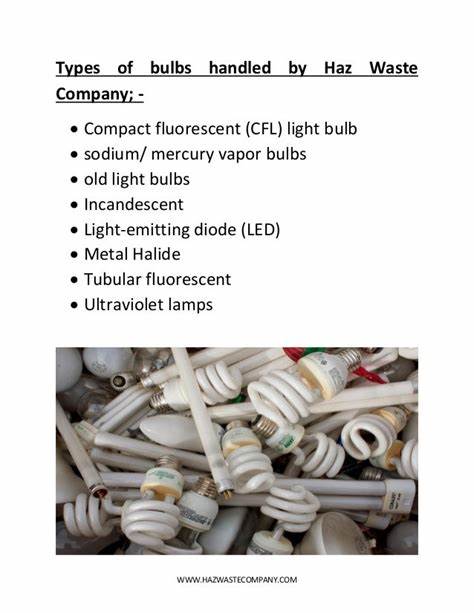 Types of bulbs handled by Haz Waste
Company; -
• Compact fluorescent (CFL) light bulb
• sodium/ mercury vapor bulbs
• old light bulbs
• Incandescent
• Light-emitting diode (LED)
• Metal Halide
• Tubular fluorescent
• Ultraviolet lamps
WWW.HAZWASTECOMPANY.COM